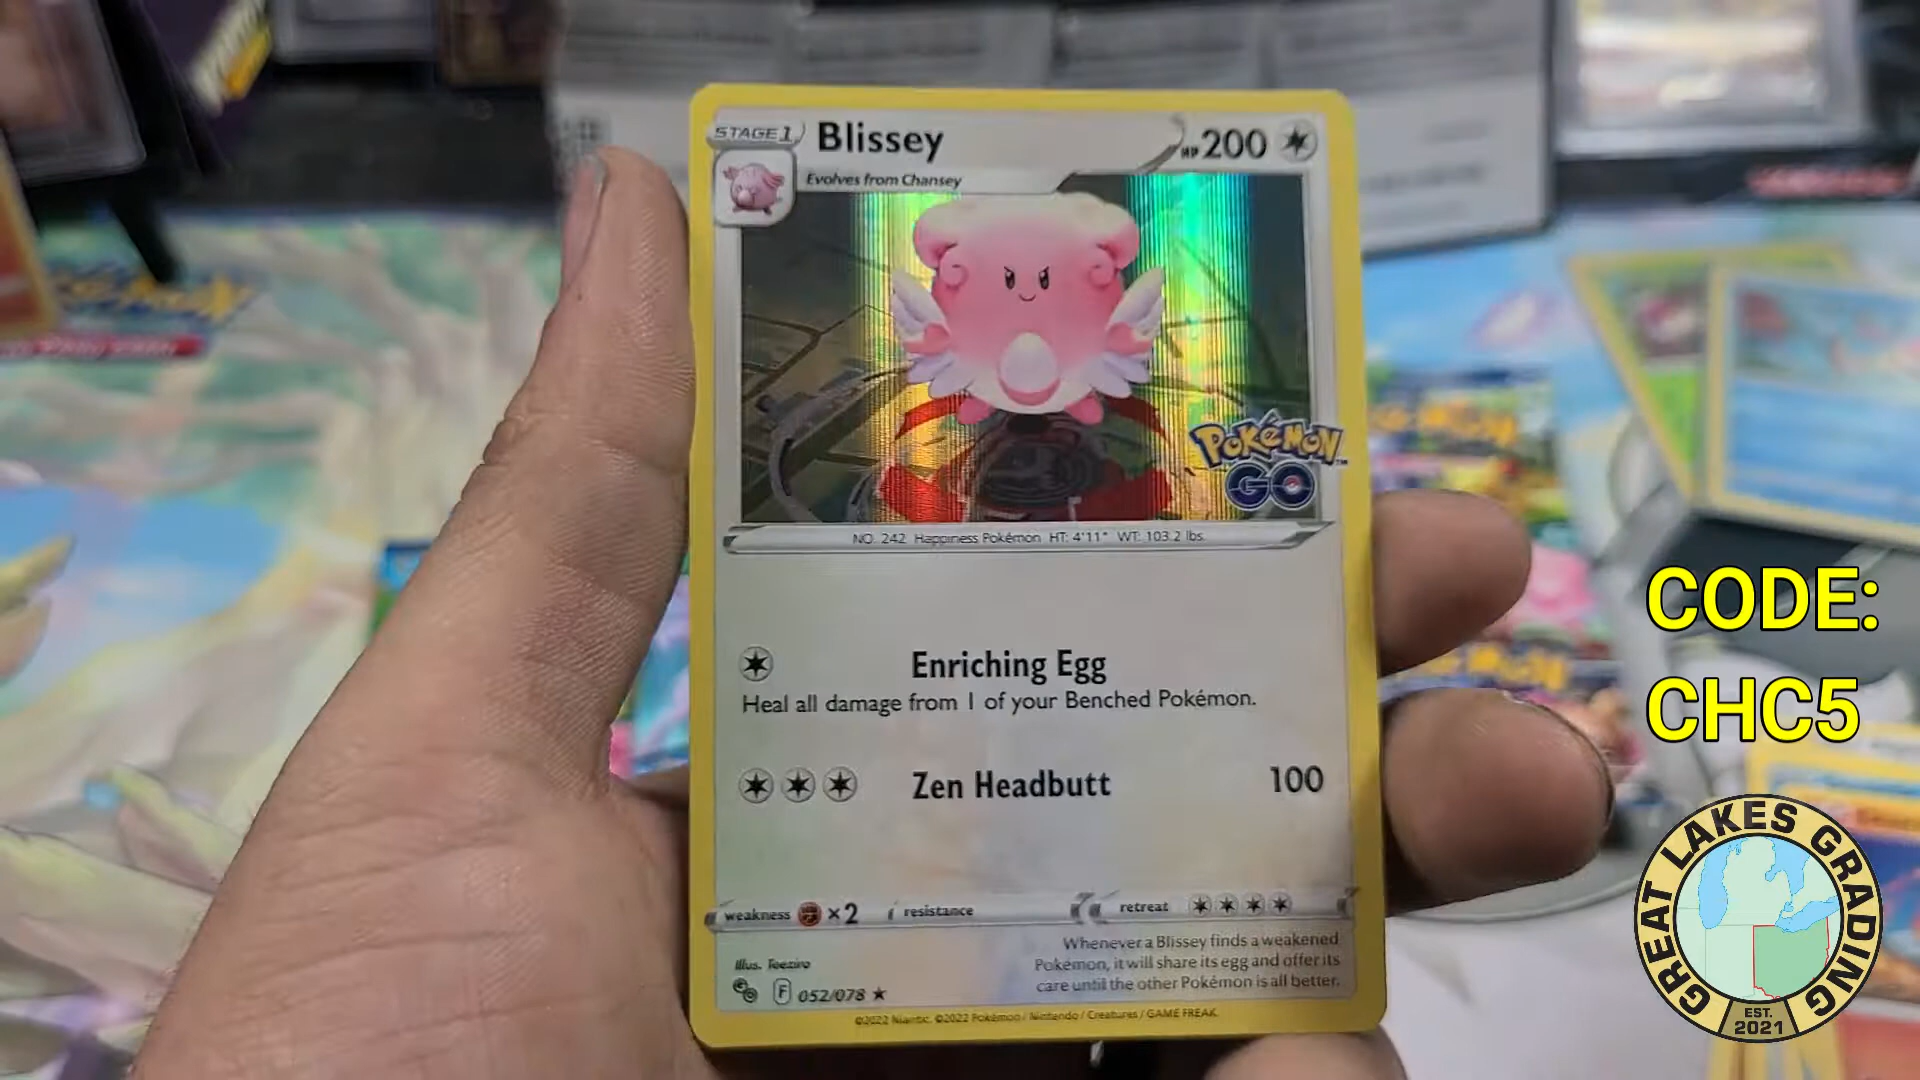 STAGE 1
Blissey
HP 200
Evolves from Chansey
Pokémon
GO
NO. 242 Happiness Pokémon HT: 4'11" WT: 103.2 lbs.
Enriching Egg
Heal all damage from 1 of your Benched Pokémon.
Zen Headbutt 100
weakness ×2 resistance retreat
Whenever a Blissey finds a weakened
Pokémon, it will share its egg and offer its
care until the other Pokémon is all better.
Illus. Teeziro
F 052/078
©2022 Niantic. ©2022 Pokémon / Nintendo / Creatures / GAME FREAK.
CODE:
CHC5
GREAT LAKES GRADING
EST.
2021